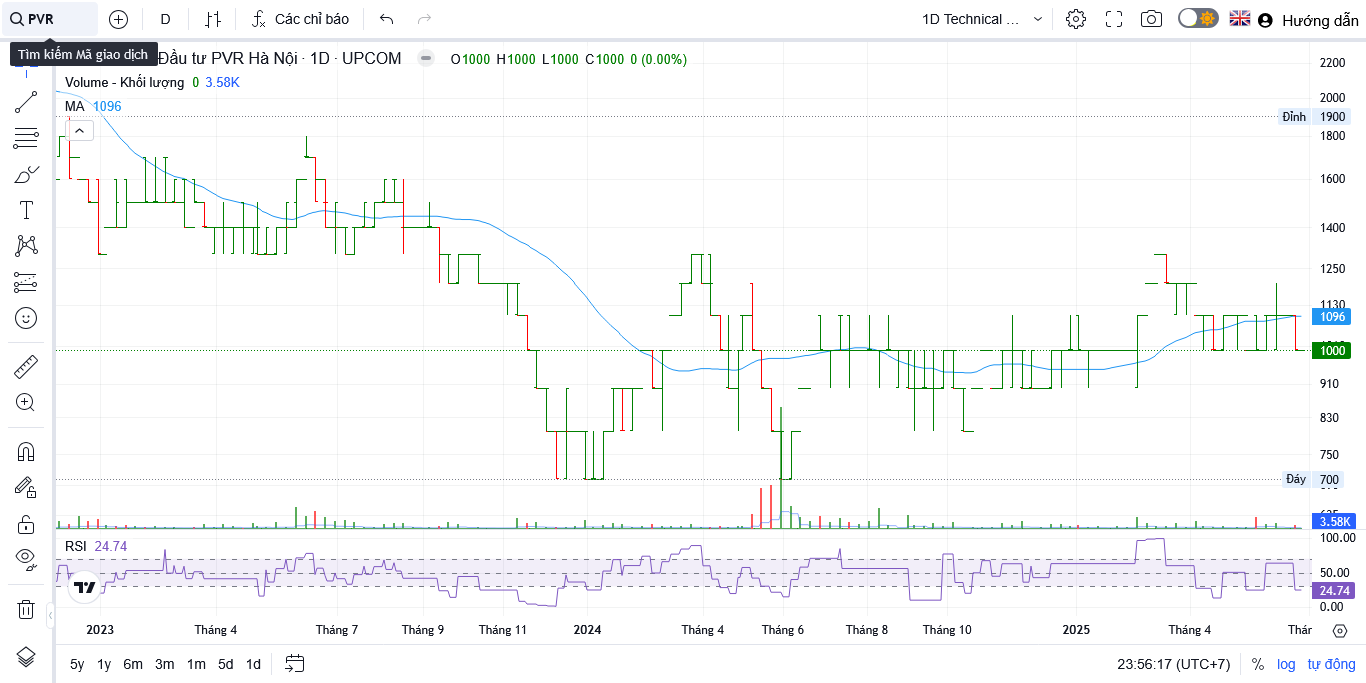 PVR
D
Các chỉ báo
1D Technical ...
Hướng dẫn
Tìm kiếm Mã giao dịch
Đầu tư PVR Hà Nội · 1D · UPCOM
O1000 H1000 L1000 C1000 0 (0.00%)
Volume - Khối lượng 0 3.58K
MA 1096
2200
2000
Đỉnh 1900
1800
1600
1400
1250
1130
1096
1000
910
830
750
Đáy 700
3.58K
RSI 24.74
100.00
50.00
24.74
0.00
2023 Tháng 4 Tháng 7 Tháng 9 Tháng 11 2024 Tháng 4 Tháng 6 Tháng 8 Tháng 10 2025 Tháng 4 Thár
5y 1y 6m 3m 1m 5d 1d
23:56:17 (UTC+7) % log tự động